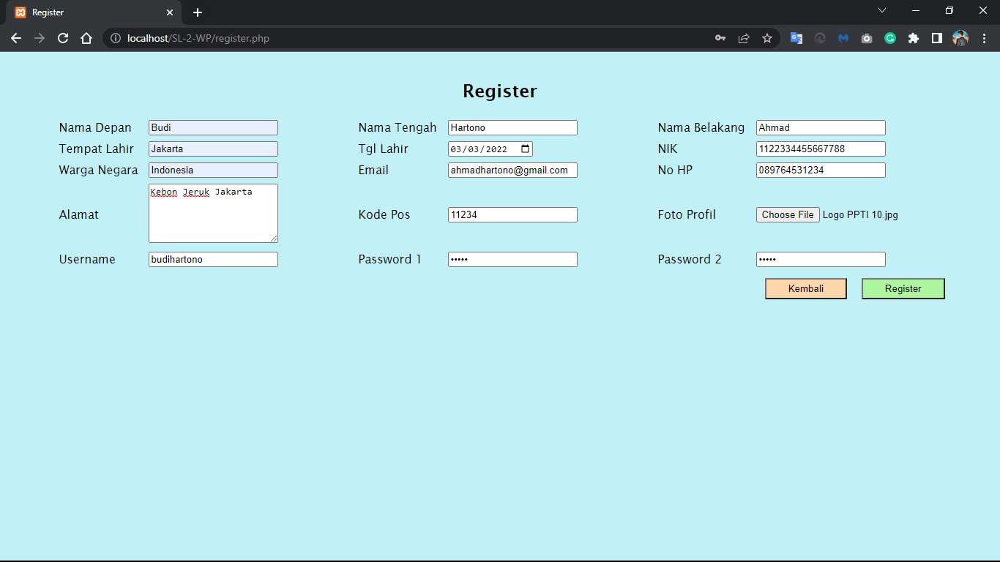 Register
localhost/SL-2-WP/register.php
Register
Nama Depan Budi Nama Tengah Hartono Nama Belakang Ahmad
Tempat Lahir Jakarta Tgl Lahir 03/03/2022 NIK 1122334455667788
Warga Negara Indonesia Email ahmadhartono@gmail.com No HP 089764531234
Kebon Jeruk Jakarta
Alamat Kode Pos 11234 Foto Profil Choose File Logo PPTI 10.jpg
Username budihartono Password 1 ••••• Password 2 •••••
Kembali Register